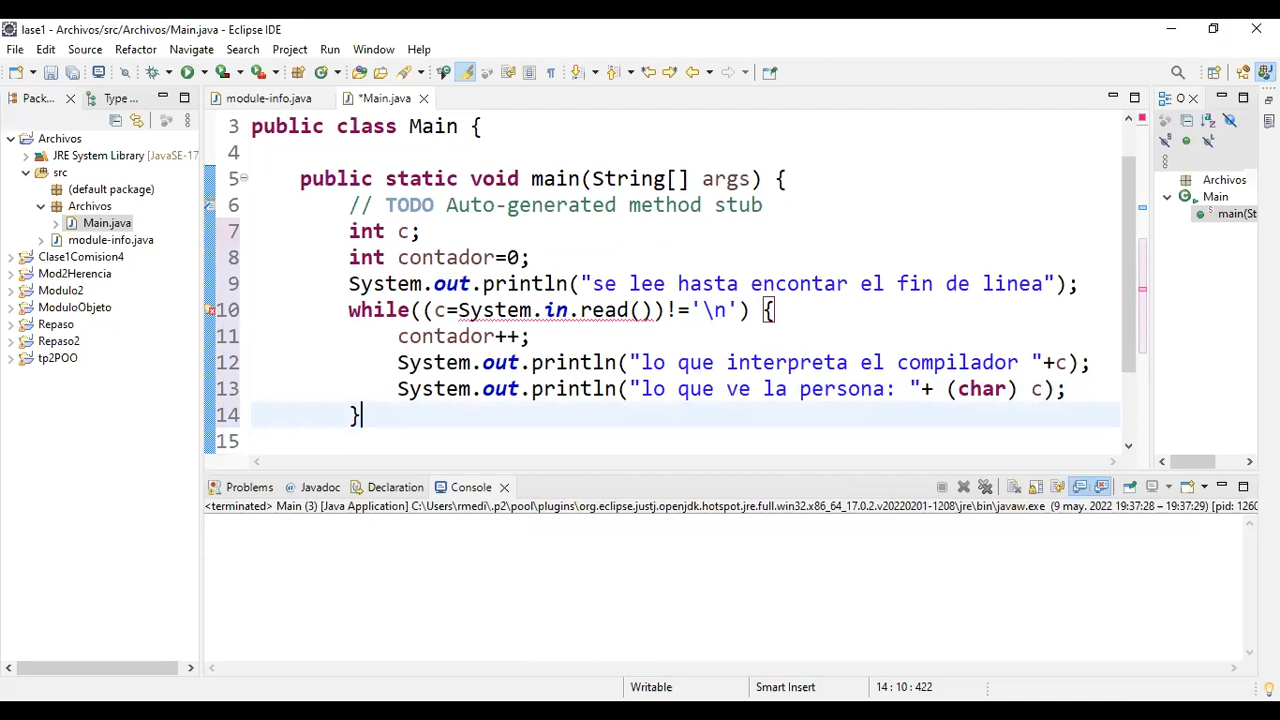 lase1 - Archivos/src/Archivos/Main.java - Eclipse IDE
File Edit Source Refactor Navigate Search Project Run Window Help
Pack... Type ... module-info.java *Main.java O
Archivos
JRE System Library [JavaSE-17
src
(default package)
Archivos
Main.java
module-info.java
Clase1Comision4
Mod2Herencia
Modulo2
ModuloObjeto
Repaso
Repaso2
tp2POO
3 public class Main {
4
5 public static void main(String[] args) {
6 // TODO Auto-generated method stub
7 int c;
8 int contador=0;
9 System.out.println("se lee hasta encontar el fin de linea");
10 while((c=System.in.read())!='\n') {
11 contador++;
12 System.out.println("lo que interpreta el compilador "+c);
13 System.out.println("lo que ve la persona: "+ (char) c);
14 }
15
Archivos
Main
main(St
Problems Javadoc Declaration Console
<terminated> Main (3) [Java Application] C:\Users\rmedi\.p2\pool\plugins\org.eclipse.justj.openjdk.hotspot.jre.full.win32.x86_64_17.0.2.v20220201-1208\jre\bin\javaw.exe (9 may. 2022 19:37:28 – 19:37:29) [pid: 1260
Writable Smart Insert 14 : 10 : 422